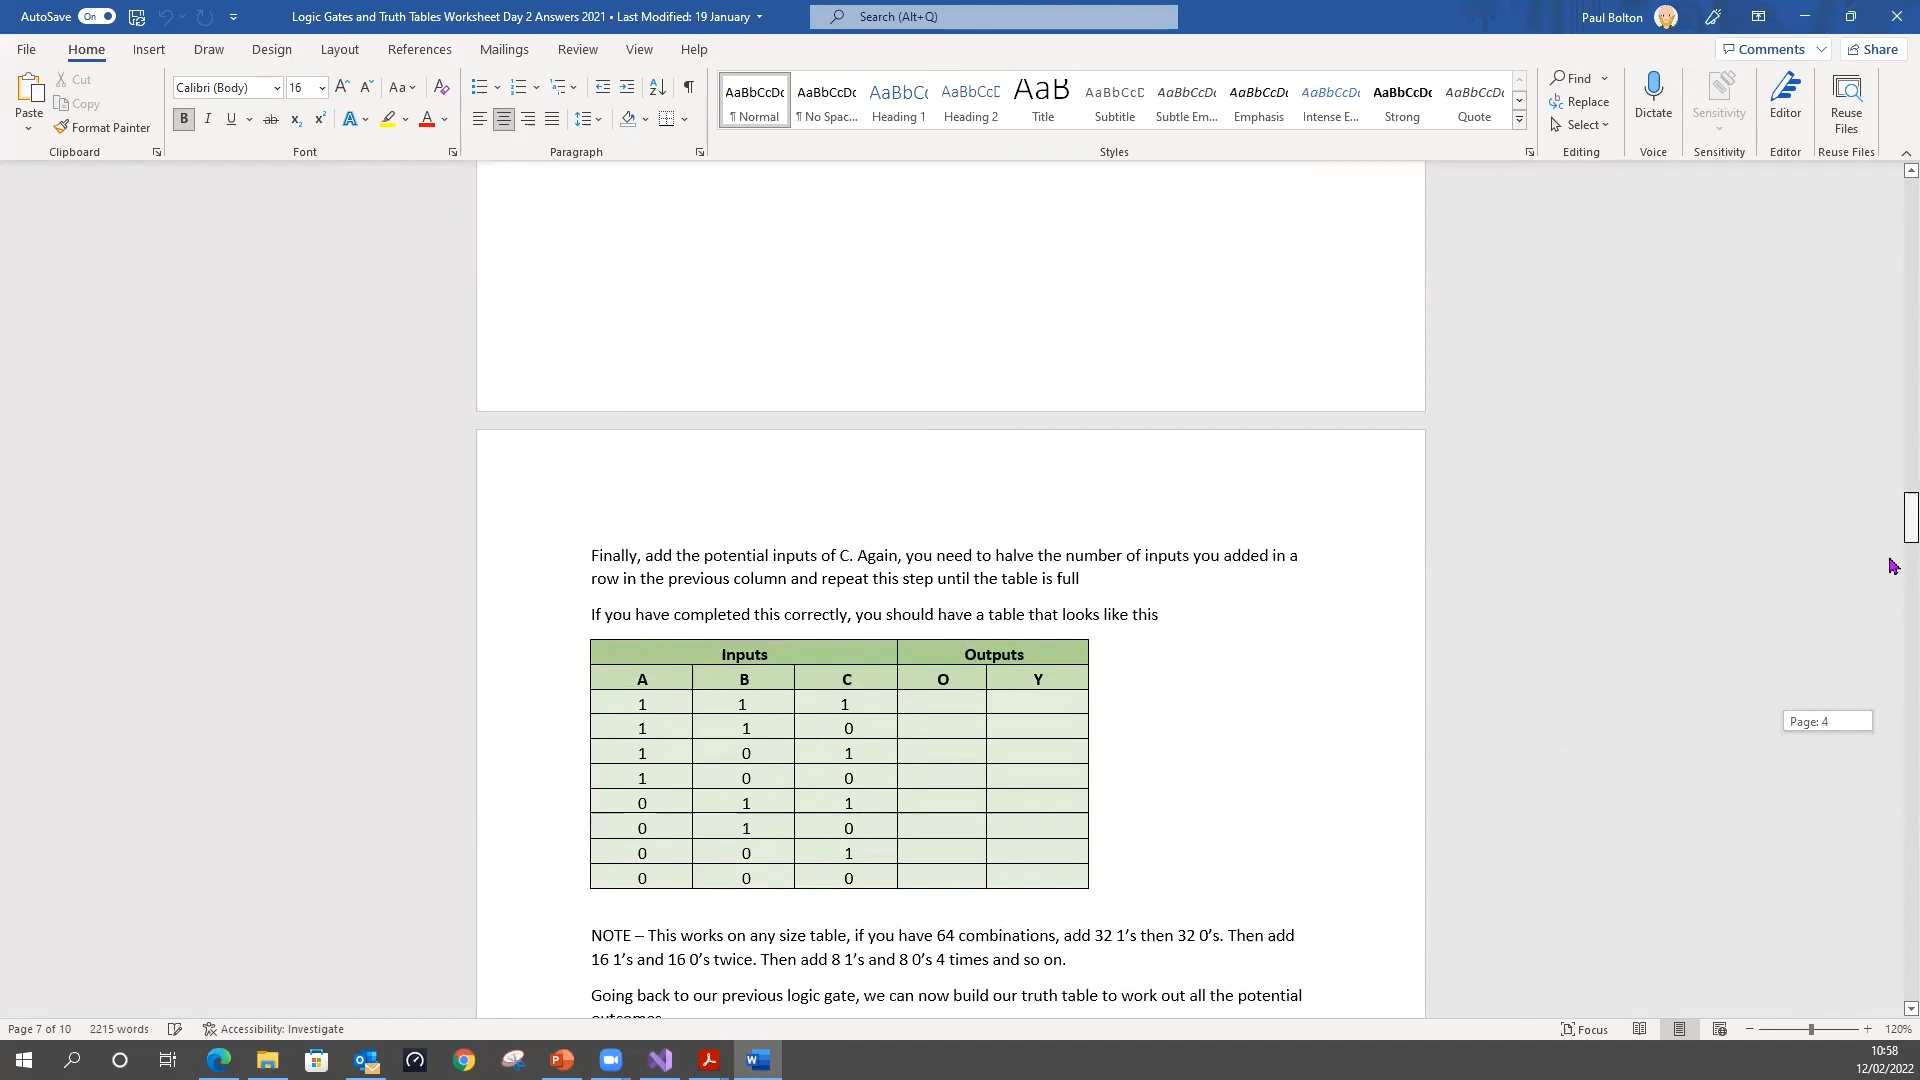 AutoSave On Logic Gates and Truth Tables Worksheet Day 2 Answers 2021 • Last Modified: 19 January Search (Alt+Q) Paul Bolton
File Home Insert Draw Design Layout References Mailings Review View Help Comments Share
Paste Cut Copy Format Painter
Clipboard
Calibri (Body) 16 Aa
B I U ab x₂ x² A A
Font
Paragraph
AaBbCcDc AaBbCcDc AaBbCc AaBbCcD AaB AaBbCcD AaBbCcDc AaBbCcDc AaBbCcDc AaBbCcDc AaBbCcDc
¶ Normal ¶ No Spac... Heading 1 Heading 2 Title Subtitle Subtle Em... Emphasis Intense E... Strong Quote
Styles
Find
Replace
Select
Editing
Dictate
Voice
Sensitivity
Sensitivity
Editor
Editor
Reuse
Files
Reuse Files
Finally, add the potential inputs of C. Again, you need to halve the number of inputs you added in a
row in the previous column and repeat this step until the table is full
If you have completed this correctly, you should have a table that looks like this
Inputs Outputs
A B C O Y
1 1 1
1 1 0
1 0 1
1 0 0
0 1 1
0 1 0
0 0 1
0 0 0
Page: 4
NOTE – This works on any size table, if you have 64 combinations, add 32 1’s then 32 0’s. Then add
16 1’s and 16 0’s twice. Then add 8 1’s and 8 0’s 4 times and so on.
Going back to our previous logic gate, we can now build our truth table to work out all the potential
outcomes
Page 7 of 10 2215 words Accessibility: Investigate Focus 120%
10:58
12/02/2022